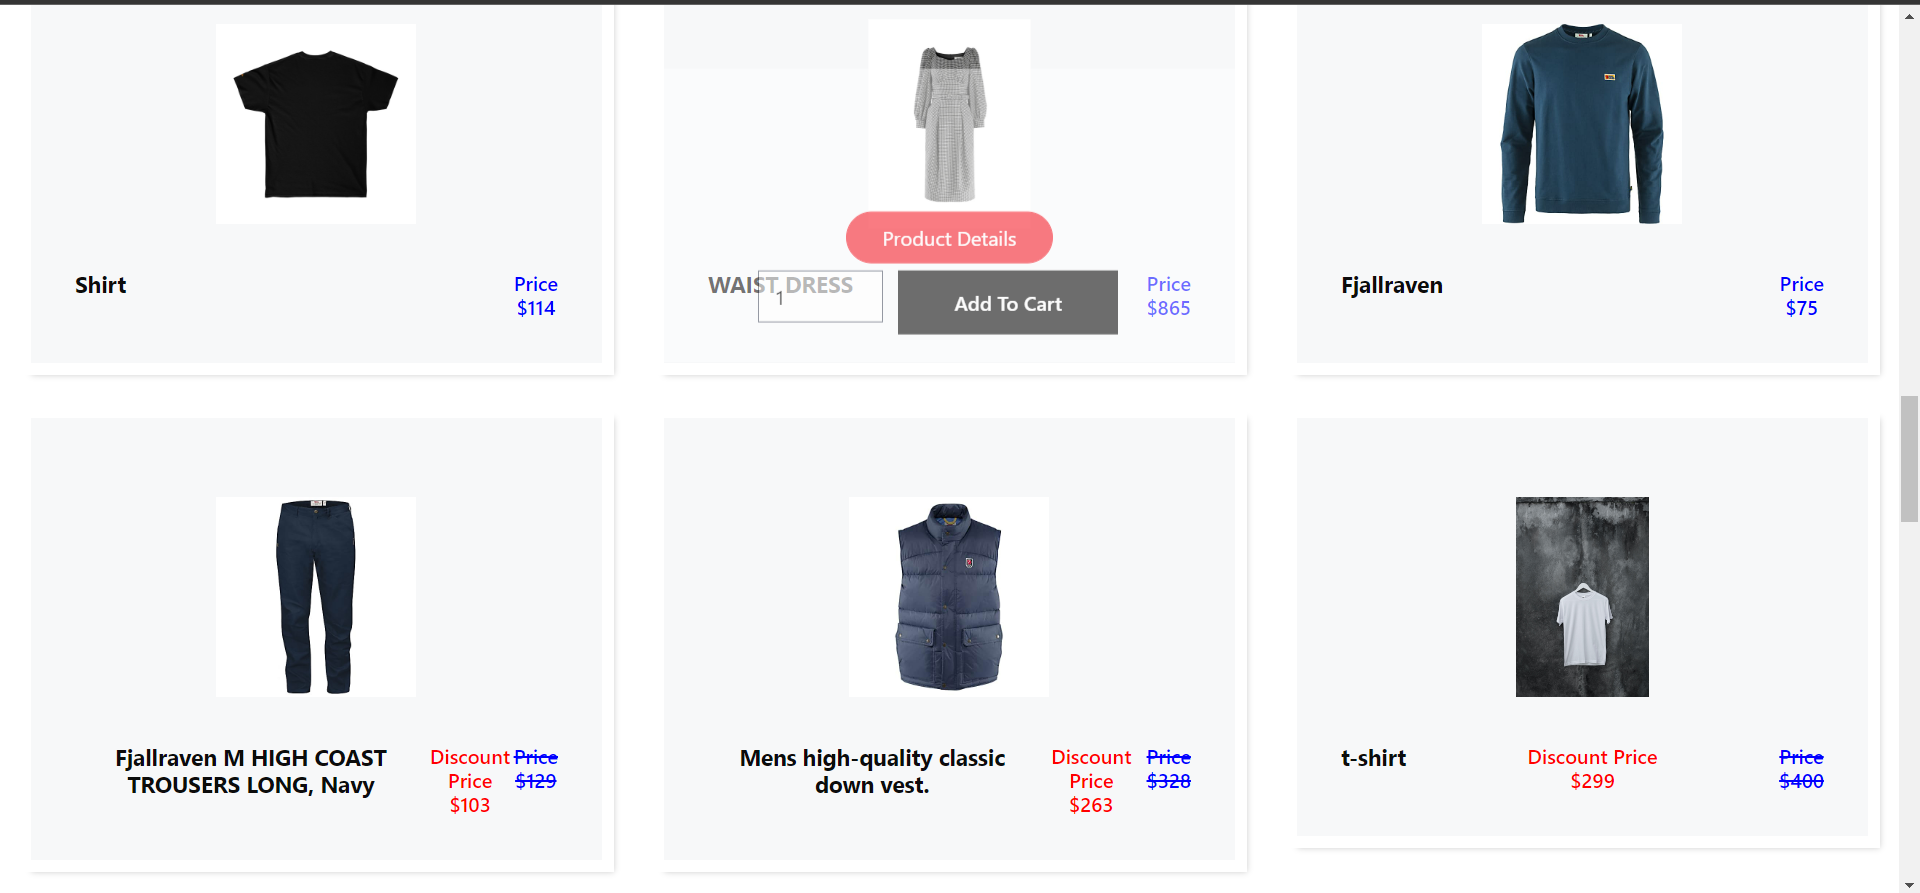 Product Details
Shirt
Price
$114
WAIST DRESS
1
Add To Cart
Price
$865
Fjallraven
Price
$75
Fjallraven M HIGH COAST
TROUSERS LONG, Navy
Discount
Price
$103
Price
$129
Mens high-quality classic
down vest.
Discount
Price
$263
Price
$328
t-shirt
Discount Price
$299
Price
$400